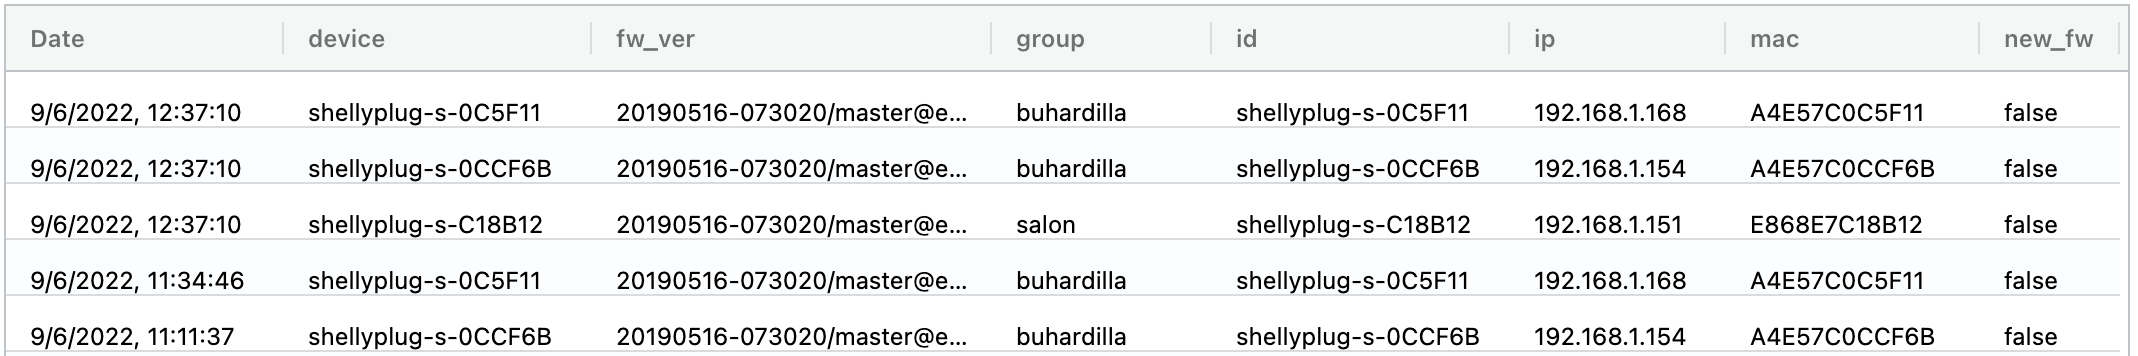 Date device fw_ver group id ip mac new_fw
9/6/2022, 12:37:10 shellyplug-s-0C5F11 20190516-073020/master@e... buhardilla shellyplug-s-0C5F11 192.168.1.168 A4E57C0C5F11 false
9/6/2022, 12:37:10 shellyplug-s-0CCF6B 20190516-073020/master@e... buhardilla shellyplug-s-0CCF6B 192.168.1.154 A4E57C0CCF6B false
9/6/2022, 12:37:10 shellyplug-s-C18B12 20190516-073020/master@e... salon shellyplug-s-C18B12 192.168.1.151 E868E7C18B12 false
9/6/2022, 11:34:46 shellyplug-s-0C5F11 20190516-073020/master@e... buhardilla shellyplug-s-0C5F11 192.168.1.168 A4E57C0C5F11 false
9/6/2022, 11:11:37 shellyplug-s-0CCF6B 20190516-073020/master@e... buhardilla shellyplug-s-0CCF6B 192.168.1.154 A4E57C0CCF6B false